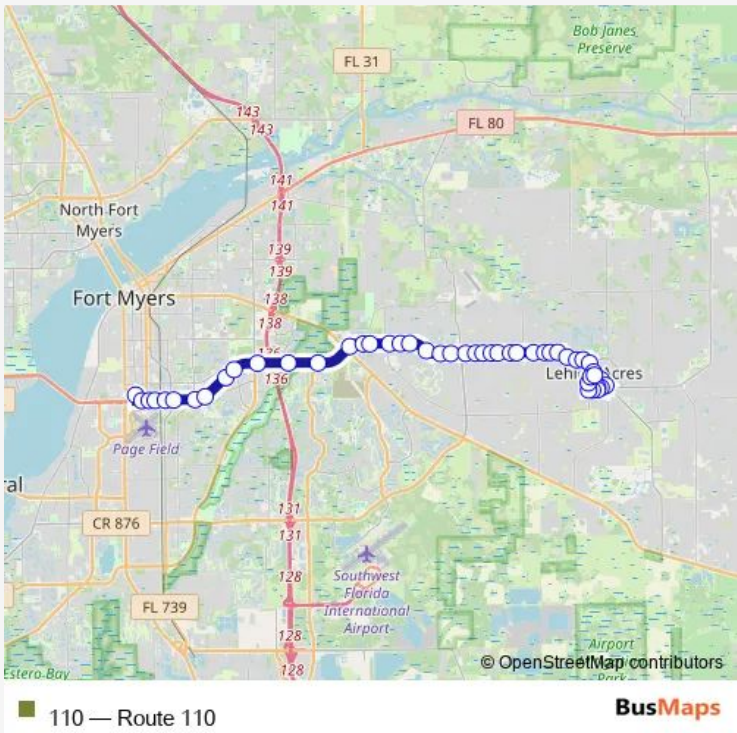 Bob Janes
Preserve
FL 31
143
143
FL 80
141
141
North Fort
Myers
139
139
Fort Myers
138
138
136
136
Acres
Page Field
ral
CR 876
131
131
Southwest
Florida
International
Airport
128
FL 739
128
128
Estero Bay
Airport
© OpenStreetMap contributors
110 — Route 110
BusMaps